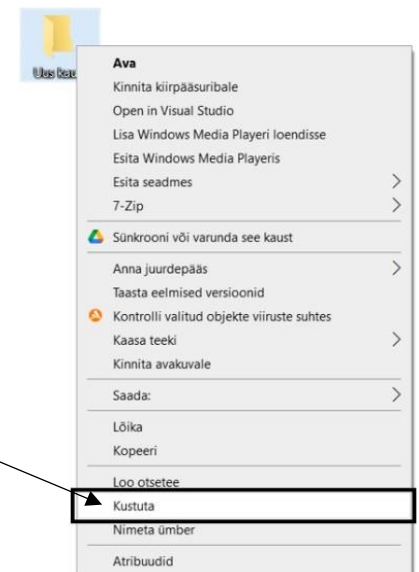 Uus kau
Ava
Kinnita kiirpääsuribale
Open in Visual Studio
Lisa Windows Media Playeri loendisse
Esita Windows Media Playeris
Esita seadmes
7-Zip
Sünkrooni või varunda see kaust
Anna juurdepääs
Taasta eelmised versioonid
Kontrolli valitud objekte viiruste suhtes
Kaasa teeki
Kinnita avakuvale
Saada:
Lõika
Kopeeri
Loo otsetee
Kustuta
Nimeta ümber
Atribuudid